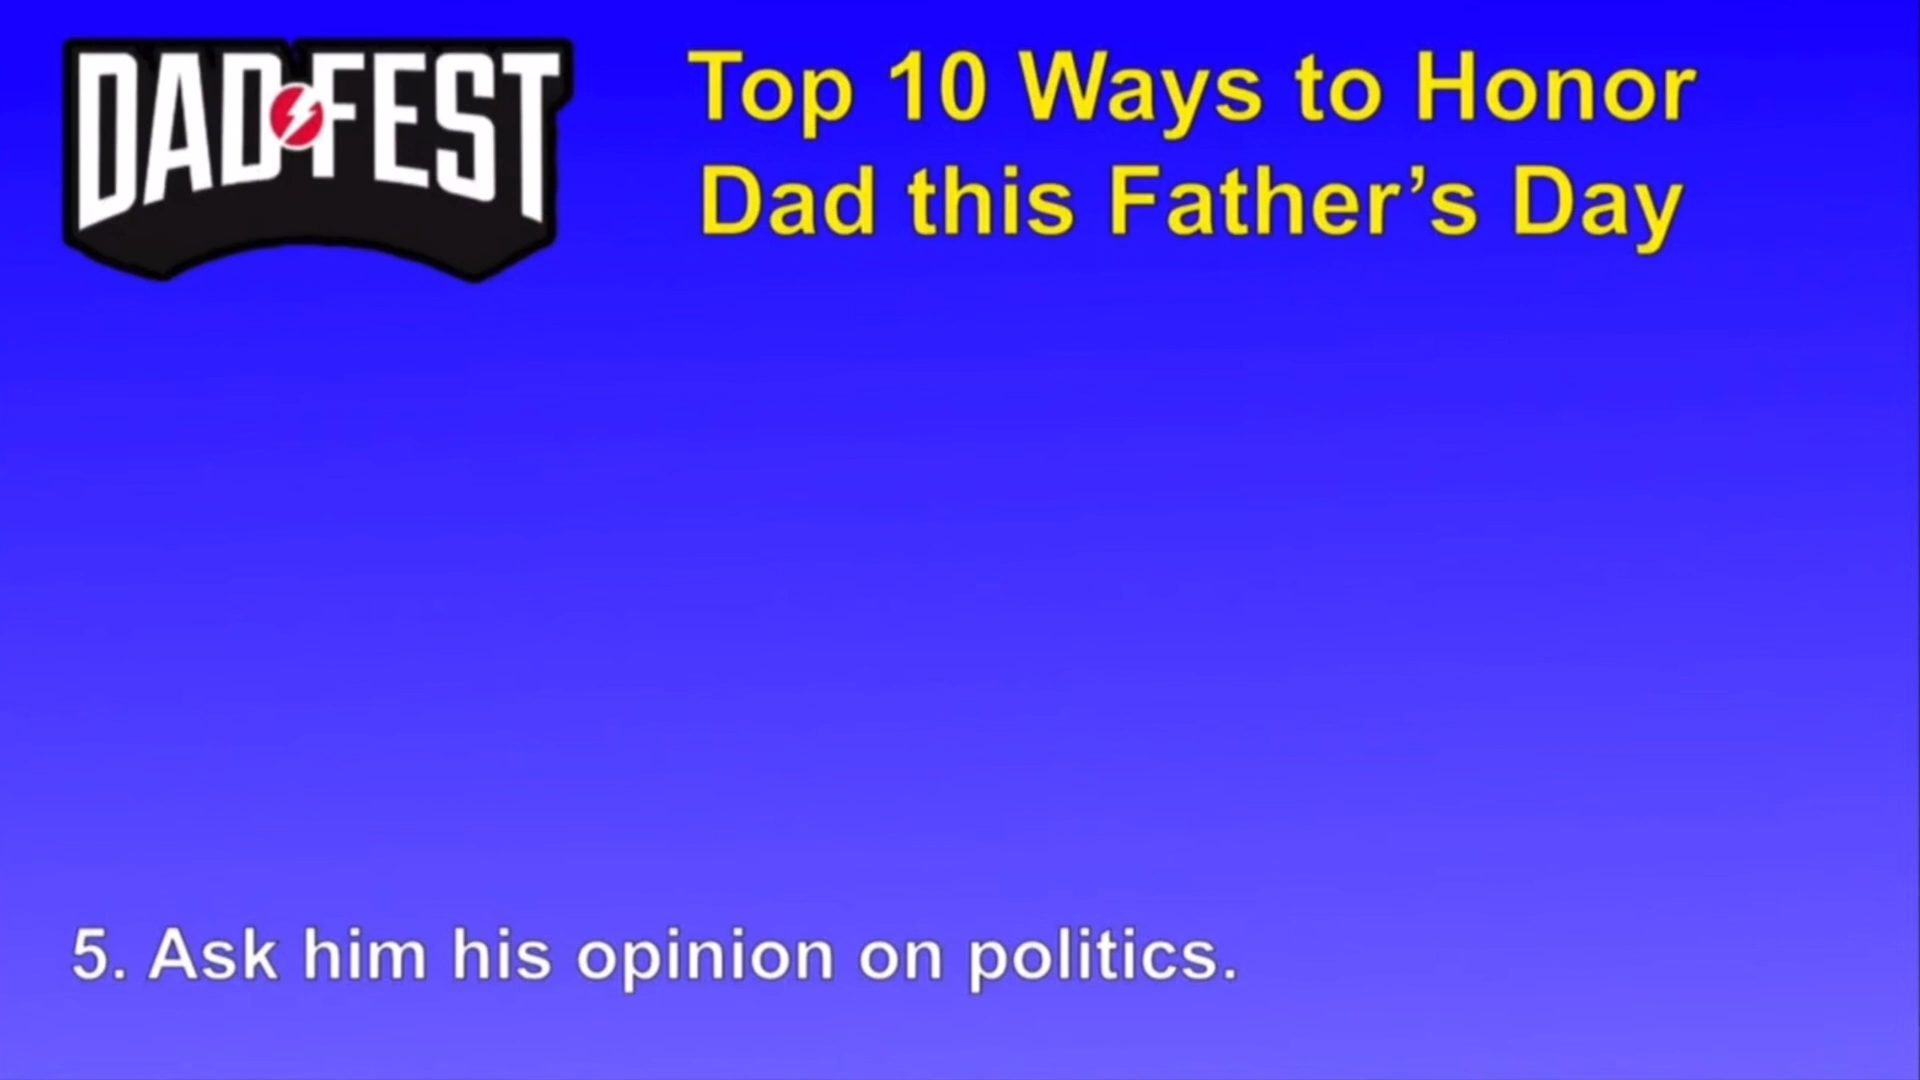 DAD FEST
Top 10 Ways to Honor
Dad this Father’s Day
5. Ask him his opinion on politics.